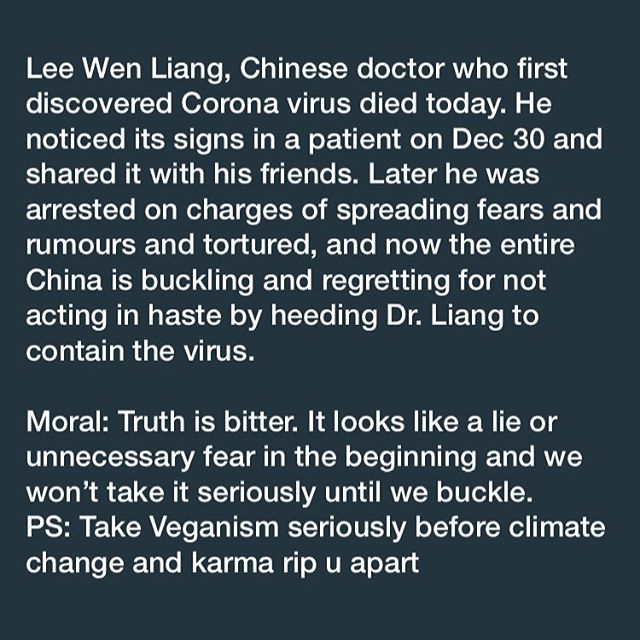 Lee Wen Liang, Chinese doctor who first
discovered Corona virus died today. He
noticed its signs in a patient on Dec 30 and
shared it with his friends. Later he was
arrested on charges of spreading fears and
rumours and tortured, and now the entire
China is buckling and regretting for not
acting in haste by heeding Dr. Liang to
contain the virus.
Moral: Truth is bitter. It looks like a lie or
unnecessary fear in the beginning and we
won’t take it seriously until we buckle.
PS: Take Veganism seriously before climate
change and karma rip u apart